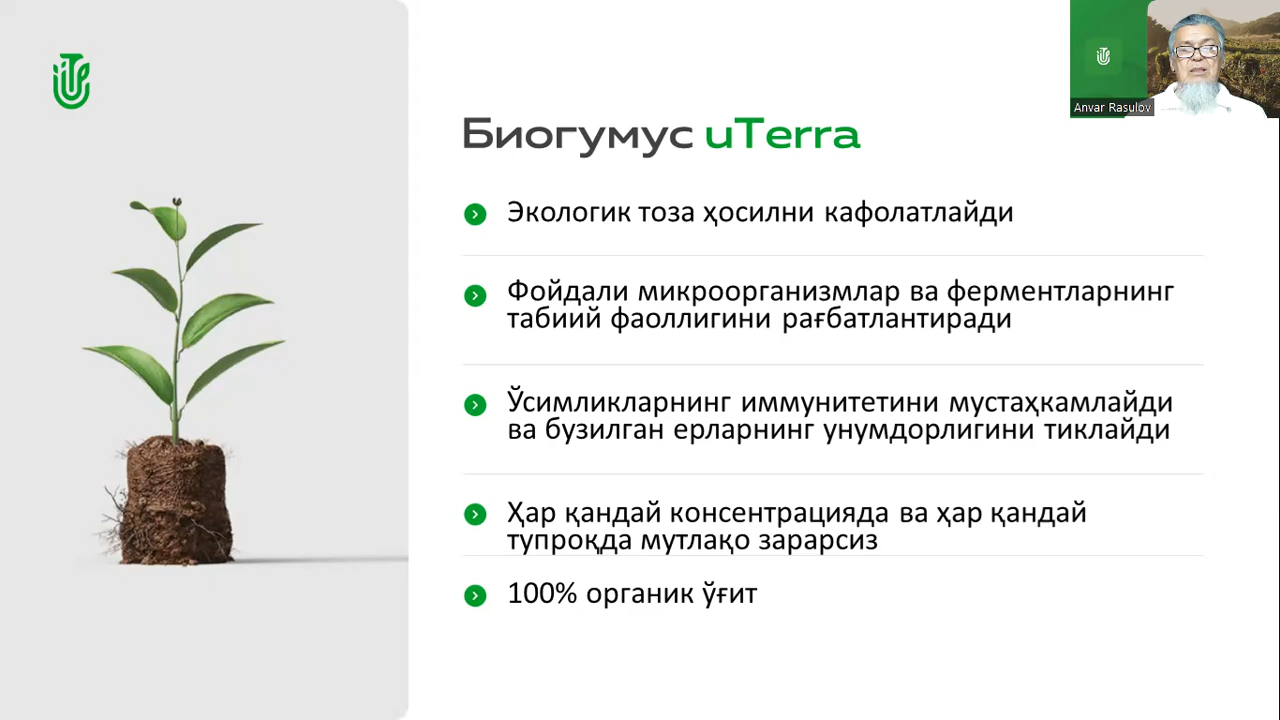 Anvar Rasulov
Биогумус uTerra
Экологик тоза ҳосилни кафолатлайди
Фойдали микроорганизмлар ва ферментларнинг
табиий фаоллигини рағбатлантиради
Ўсимликларнинг иммунитетини мустаҳкамлайди
ва бузилган ерларнинг унумдорлигини тиклайди
Ҳар қандай консентрацияда ва ҳар қандай
тупроқда мутлақо зарарсиз
100% органик ўғит